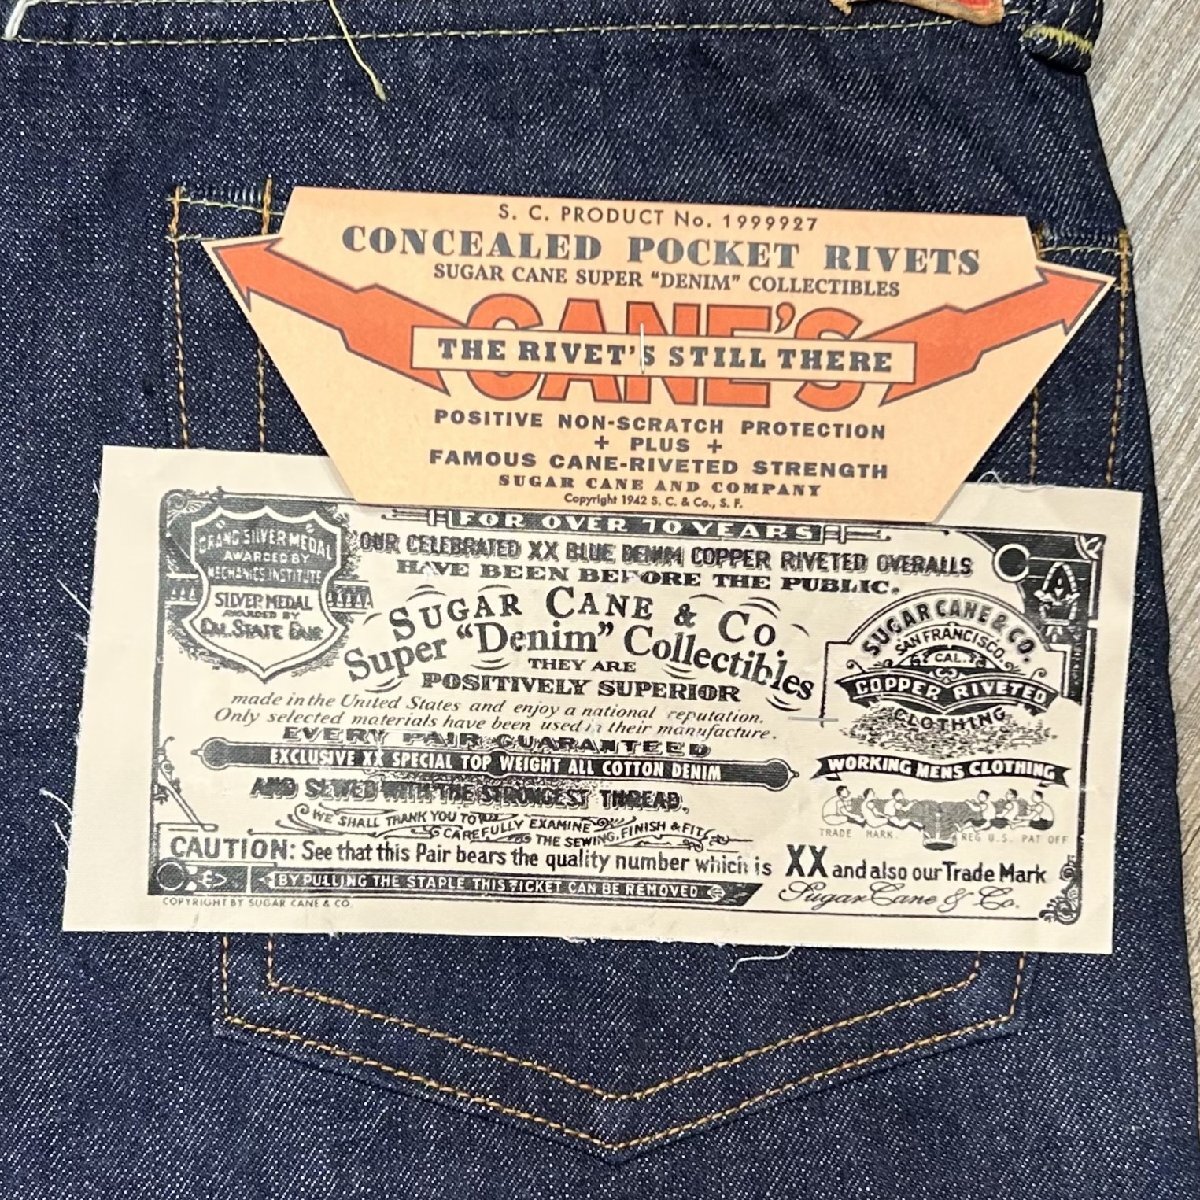 S. C. PRODUCT No. 1999927
CONCEALED POCKET RIVETS
SUGAR CANE SUPER "DENIM" COLLECTIBLES
CANE'S
THE RIVET'S STILL THERE
POSITIVE NON-SCRATCH PROTECTION
+ PLUS +
FAMOUS CANE-RIVETED STRENGTH
SUGAR CANE AND COMPANY
Copyright 1942 S. C. & Co., S. F.
GRAND SILVER MEDAL
AWARDED BY
MECHANICS INSTITUTE
SILVER MEDAL
AWARDED BY
CAL. STATE FAIR
FOR OVER 70 YEARS
OUR CELEBRATED XX BLUE DENIM COPPER RIVETED OVERALLS
HAVE BEEN BEFORE THE PUBLIC.
SUGAR CANE & CO
Super "Denim" Collectibles
THEY ARE
POSITIVELY SUPERIOR
made in the United States and enjoy a national reputation.
Only selected materials have been used in their manufacture.
EVERY PAIR GUARANTEED
EXCLUSIVE XX SPECIAL TOP WEIGHT ALL COTTON DENIM
AND SEWED WITH THE STRONGEST THREAD.
WE SHALL THANK YOU TO
CAREFULLY EXAMINE
THE SEWING, FINISH & FIT
CAUTION: See that this Pair bears the quality number which is XX and also our Trade Mark
BY PULLING THE STAPLE THIS TICKET CAN BE REMOVED
Sugar Cane & Co.
COPYRIGHT BY SUGAR CANE & CO.
A
SUGAR CANE & CO.
SAN FRANCISCO.
CAL.
COPPER RIVETED
CLOTHING
WORKING MENS CLOTHING
TRADE MARK. REG U.S. PAT OFF